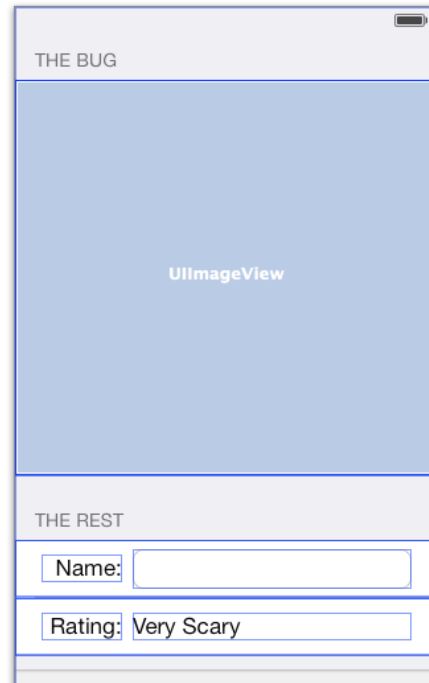 THE BUG
UIImageView
THE REST
Name:
Rating: Very Scary